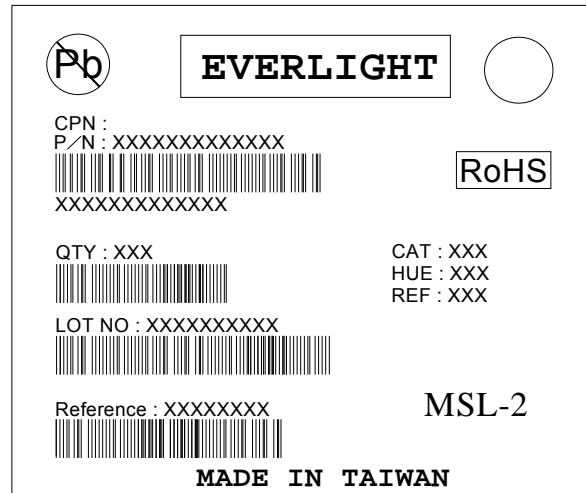 Pb
EVERLIGHT
CPN :
P/N : XXXXXXXXXXXXX
RoHS
XXXXXXXXXXXXX
QTY : XXX
CAT : XXX
HUE : XXX
REF : XXX
LOT NO : XXXXXXXXXX
Reference : XXXXXXXX
MSL-2
MADE IN TAIWAN